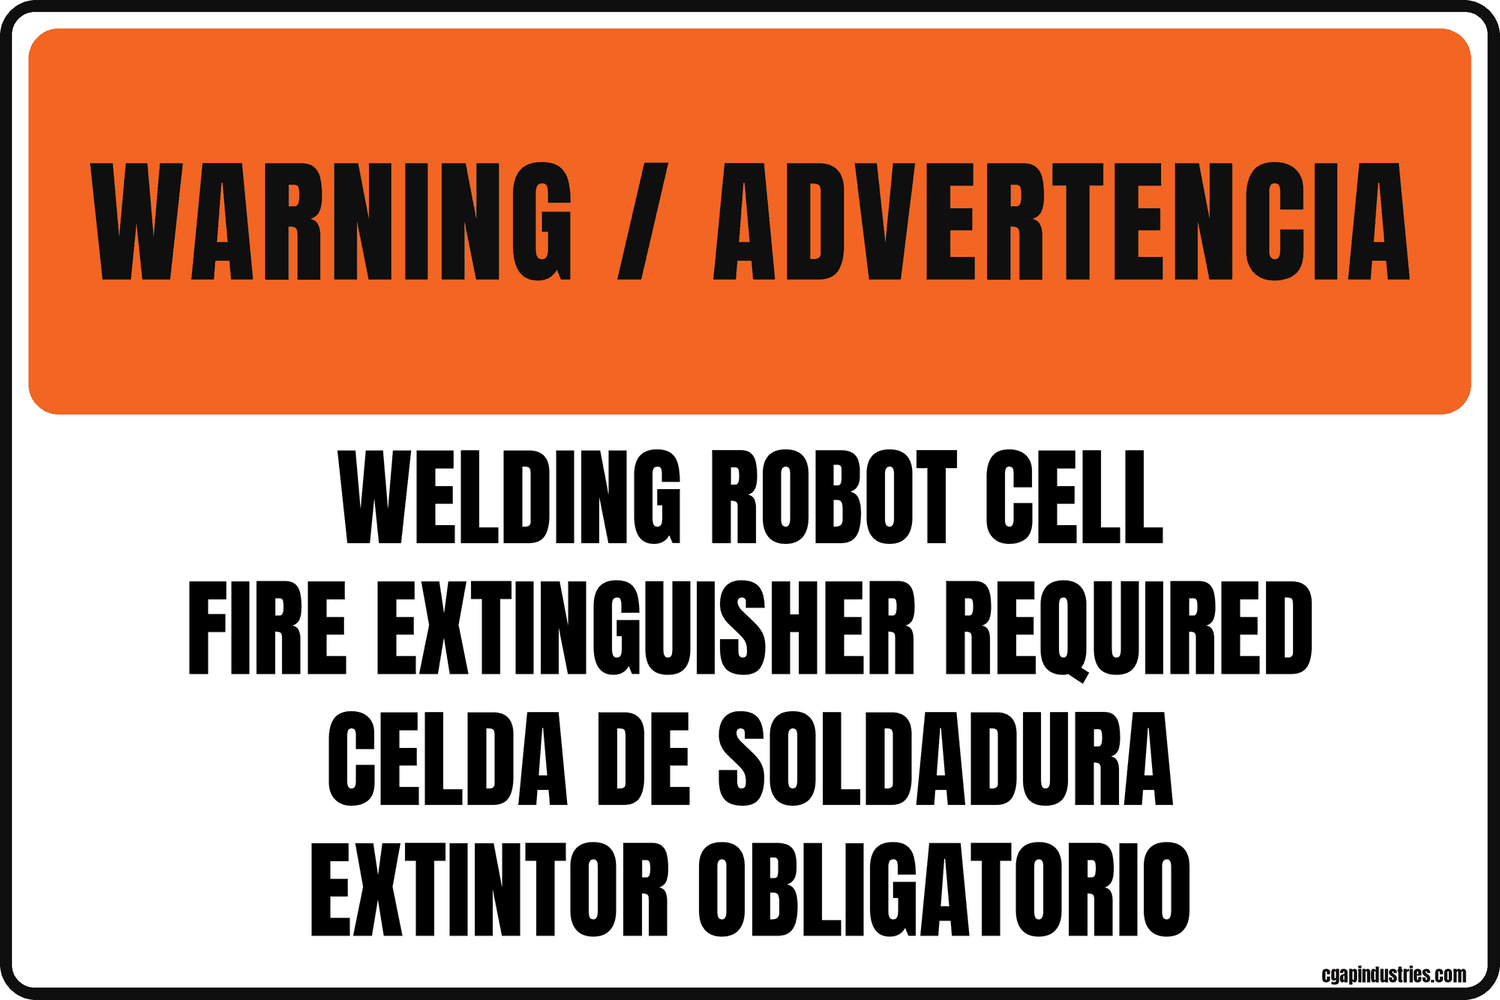 WARNING / ADVERTENCIA
WELDING ROBOT CELL
FIRE EXTINGUISHER REQUIRED
CELDA DE SOLDADURA
EXTINTOR OBLIGATORIO
cgapindustries.com